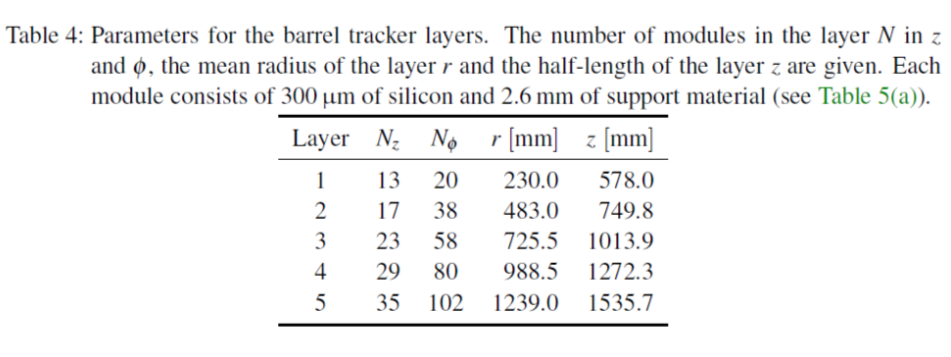 Table 4: Parameters for the barrel tracker layers. The number of modules in the layer N in z
and ϕ, the mean radius of the layer r and the half-length of the layer z are given. Each
module consists of 300 μm of silicon and 2.6 mm of support material (see Table 5(a)).
Layer N_z N_ϕ r [mm] z [mm]
1 13 20 230.0 578.0
2 17 38 483.0 749.8
3 23 58 725.5 1013.9
4 29 80 988.5 1272.3
5 35 102 1239.0 1535.7